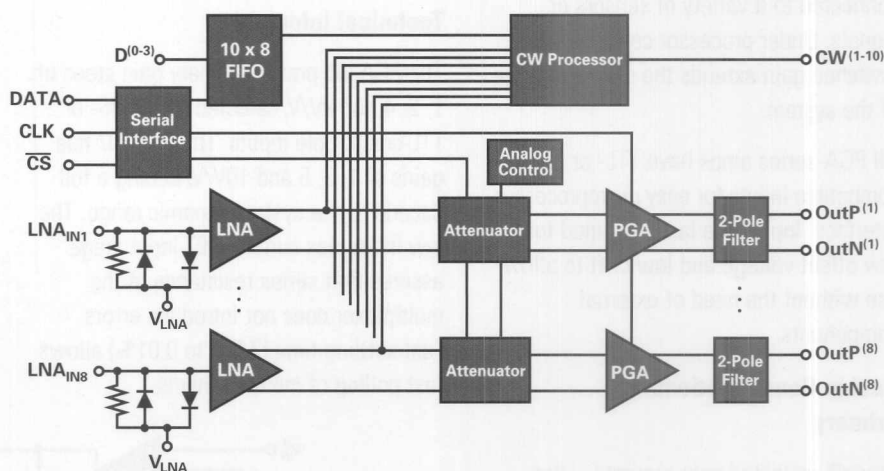 D(0-3)
10 x 8
FIFO
CW Processor
CW(1-10)
DATA
CLK
CS
Serial
Interface
Analog
Control
LNAIN1
LNA
VLNA
Attenuator
PGA
2-Pole
Filter
OutP(1)
OutN(1)
LNAIN8
LNA
VLNA
Attenuator
PGA
2-Pole
Filter
OutP(8)
OutN(8)